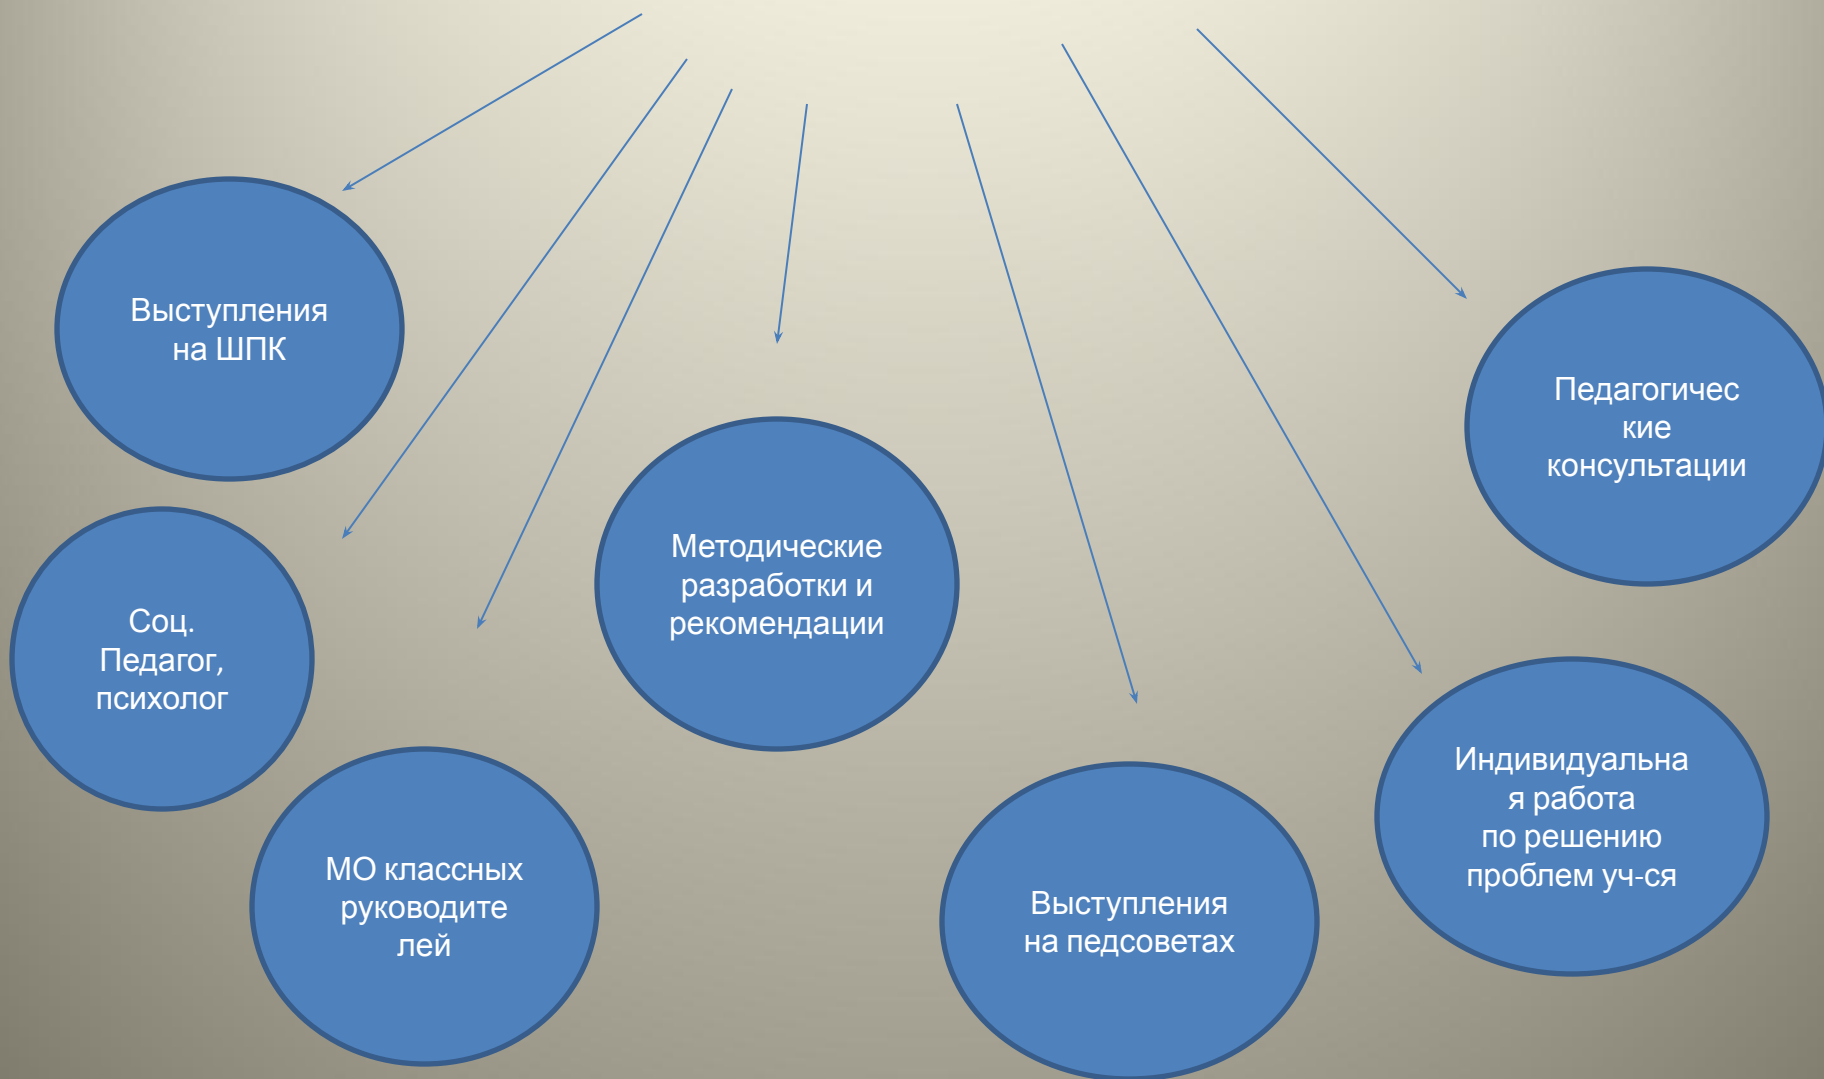 Выступления
на ШПК
Педагогичес
кие
консультации
Методические
разработки и
рекомендации
Соц.
Педагог,
психолог
Индивидуальна
я работа
по решению
проблем уч-ся
МО классных
руководите
лей
Выступления
на педсоветах